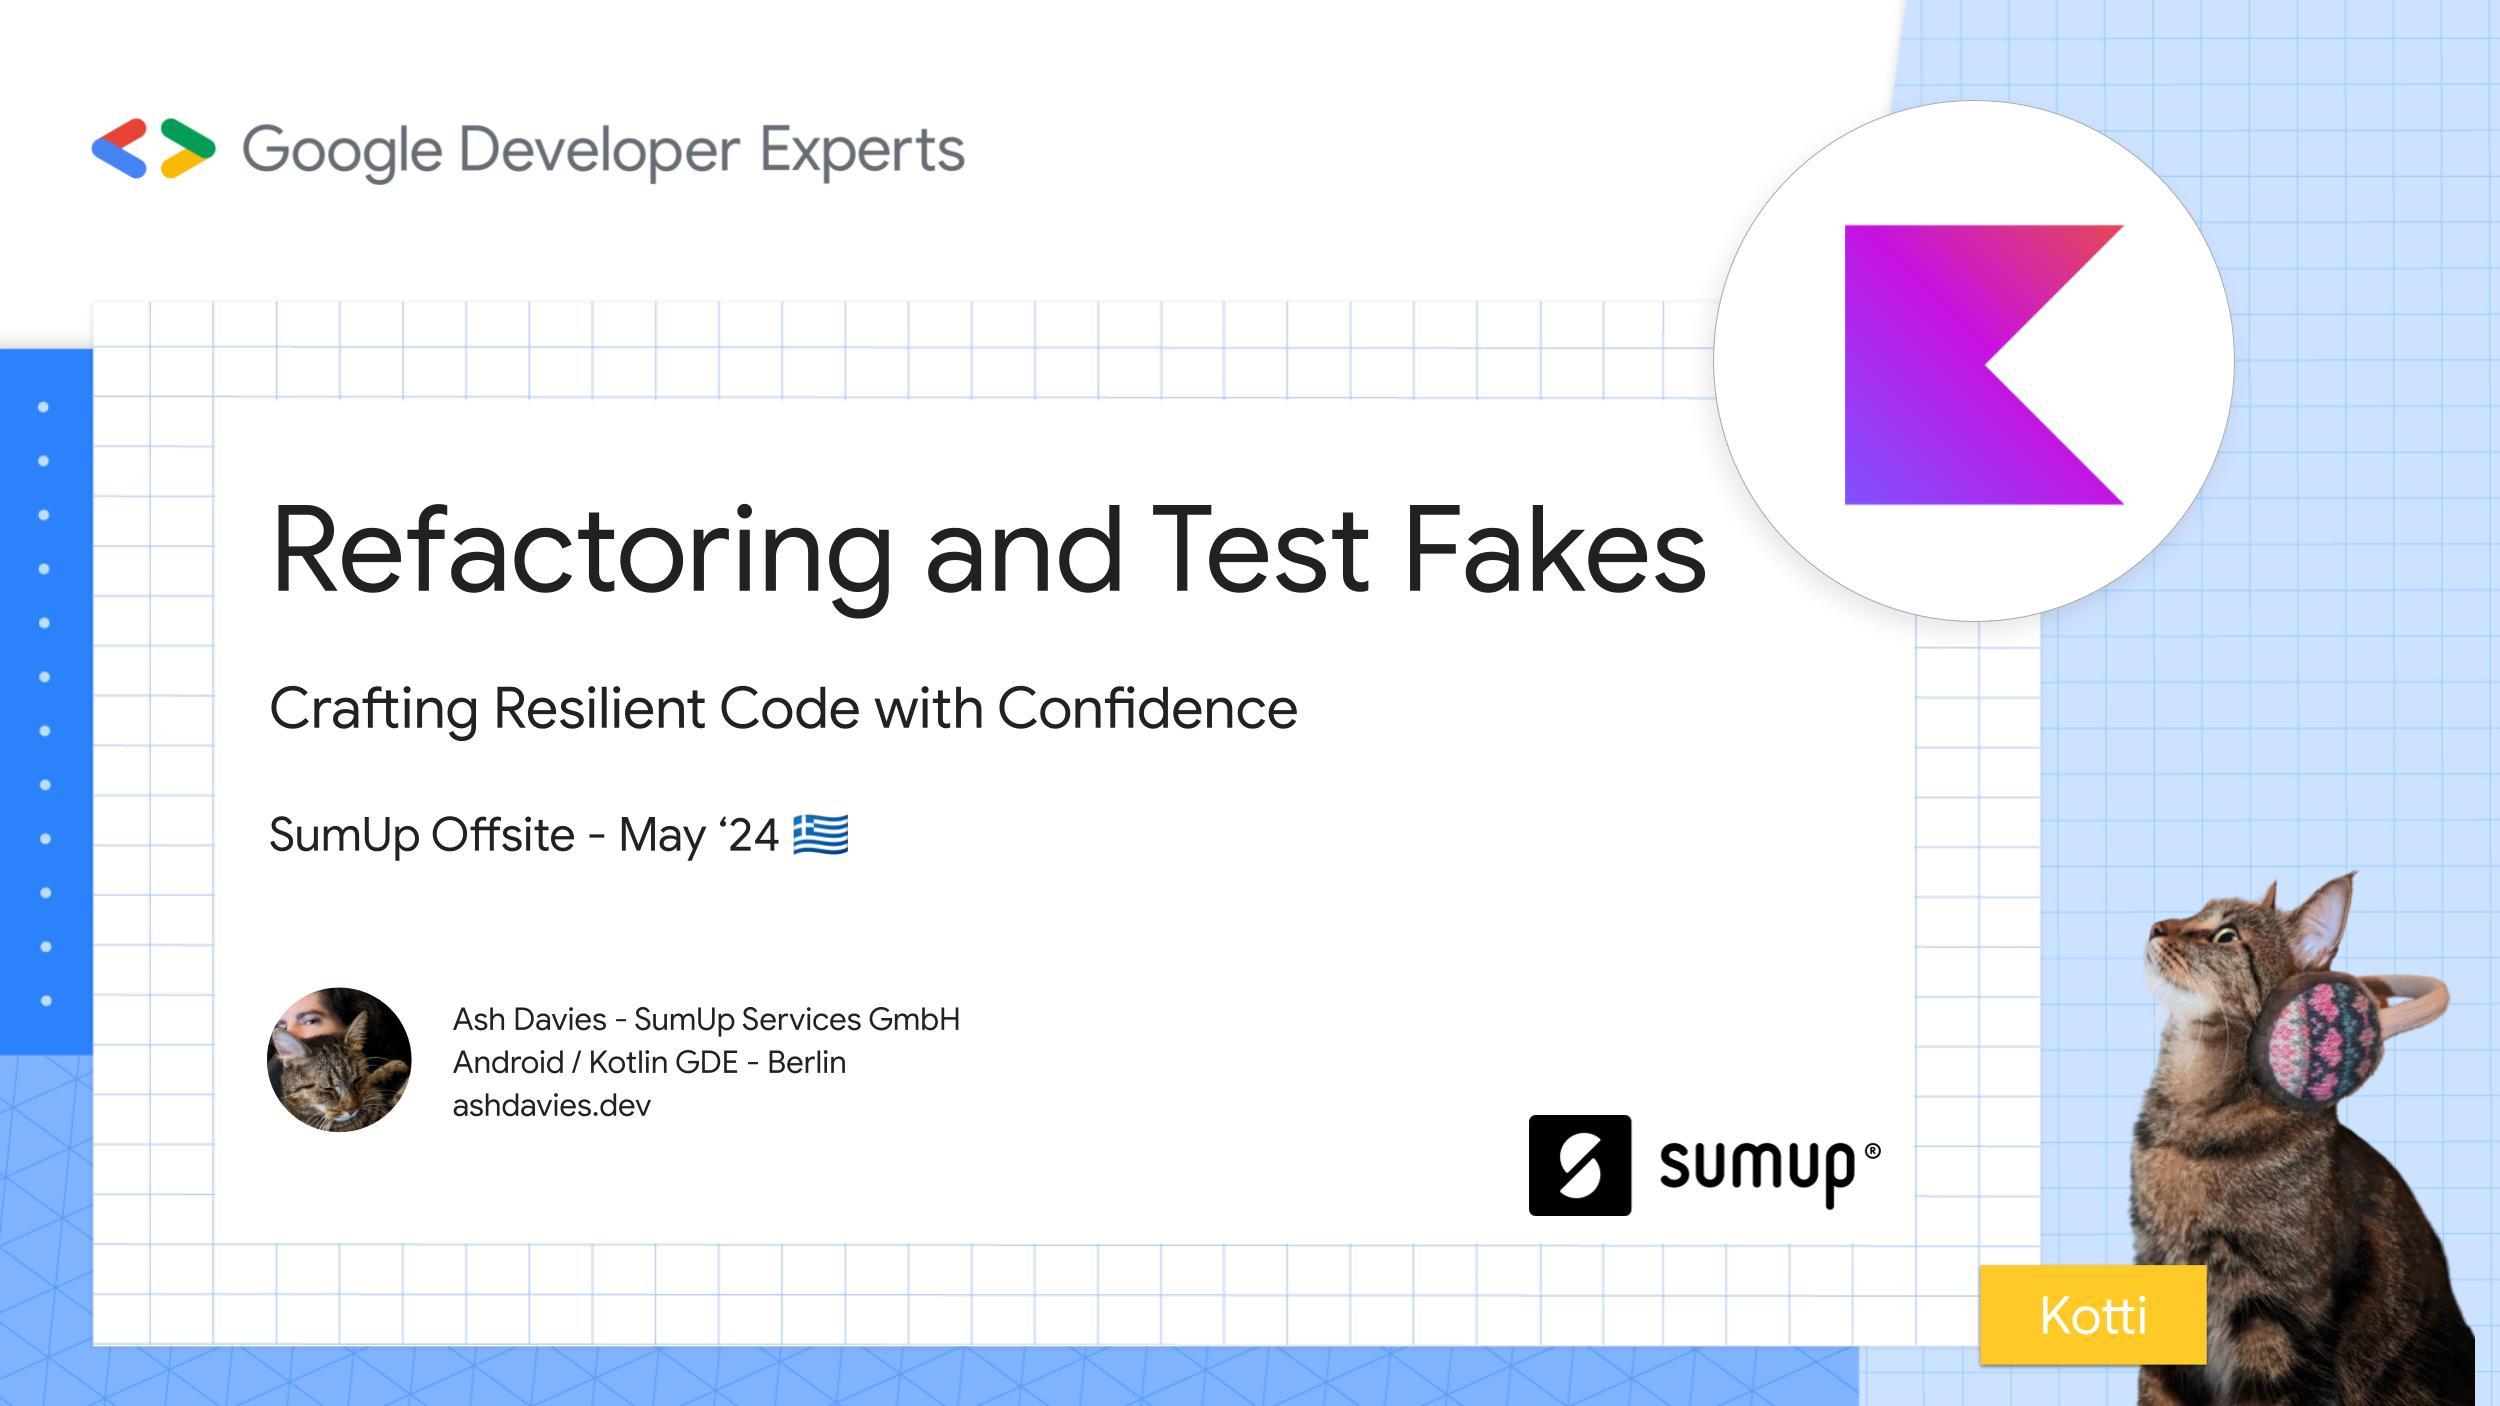 Google Developer Experts
Refactoring and Test Fakes
Crafting Resilient Code with Confidence
SumUp Offsite - May ‘24 🇬🇷
Ash Davies - SumUp Services GmbH
Android / Kotlin GDE - Berlin
ashdavies.dev
sumup®
Kotti